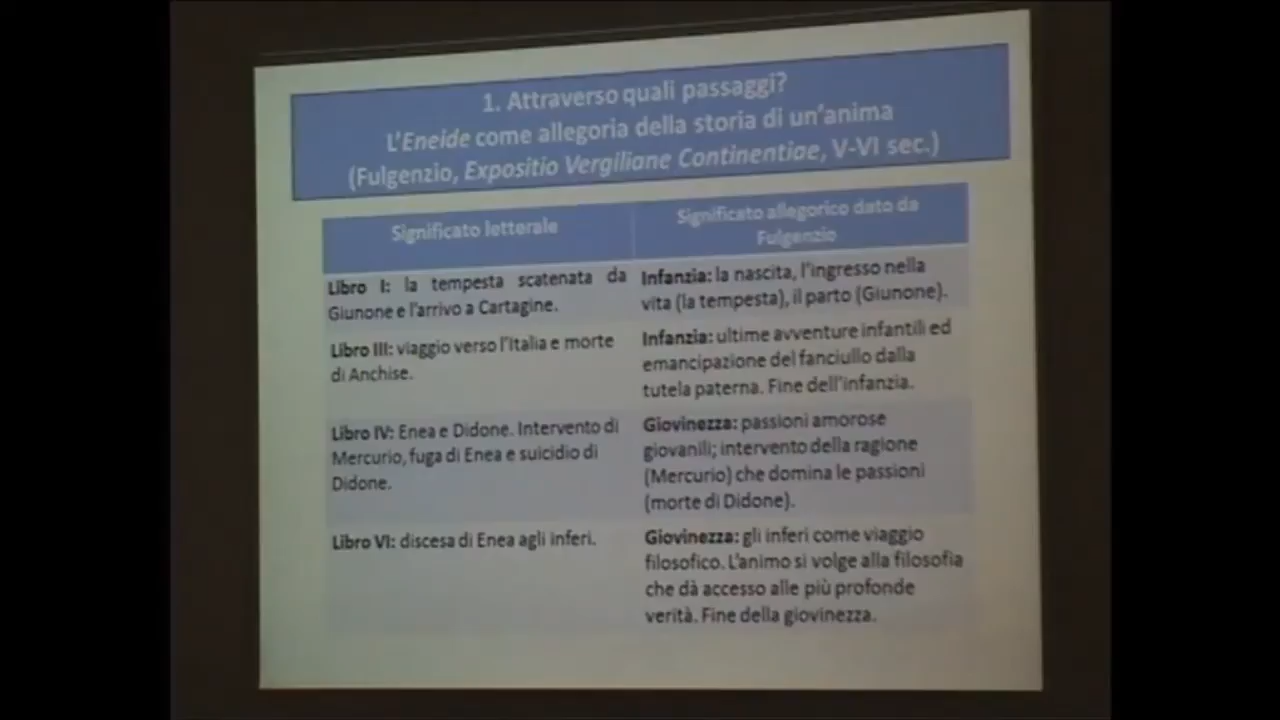 1. Attraverso quali passaggi?
L'Eneide come allegoria della storia di un'anima
(Fulgenzio, Expositio Vergiliane Continentiae, V-VI sec.)
Significato letterale
Significato allegorico dato da
Fulgenzio
Libro I: la tempesta scatenata da
Giunone e l'arrivo a Cartagine.
Infanzia: la nascita, l'ingresso nella
vita (la tempesta), il parto (Giunone).
Libro III: viaggio verso l'Italia e morte
di Anchise.
Infanzia: ultime avventure infantili ed
emancipazione del fanciullo dalla
tutela paterna. Fine dell'infanzia.
Libro IV: Enea e Didone. Intervento di
Mercurio, fuga di Enea e suicidio di
Didone.
Giovinezza: passioni amorose
giovanili; intervento della ragione
(Mercurio) che domina le passioni
(morte di Didone).
Libro VI: discesa di Enea agli inferi.
Giovinezza: gli inferi come viaggio
filosofico. L'animo si volge alla filosofia
che dà accesso alle più profonde
verità. Fine della giovinezza.